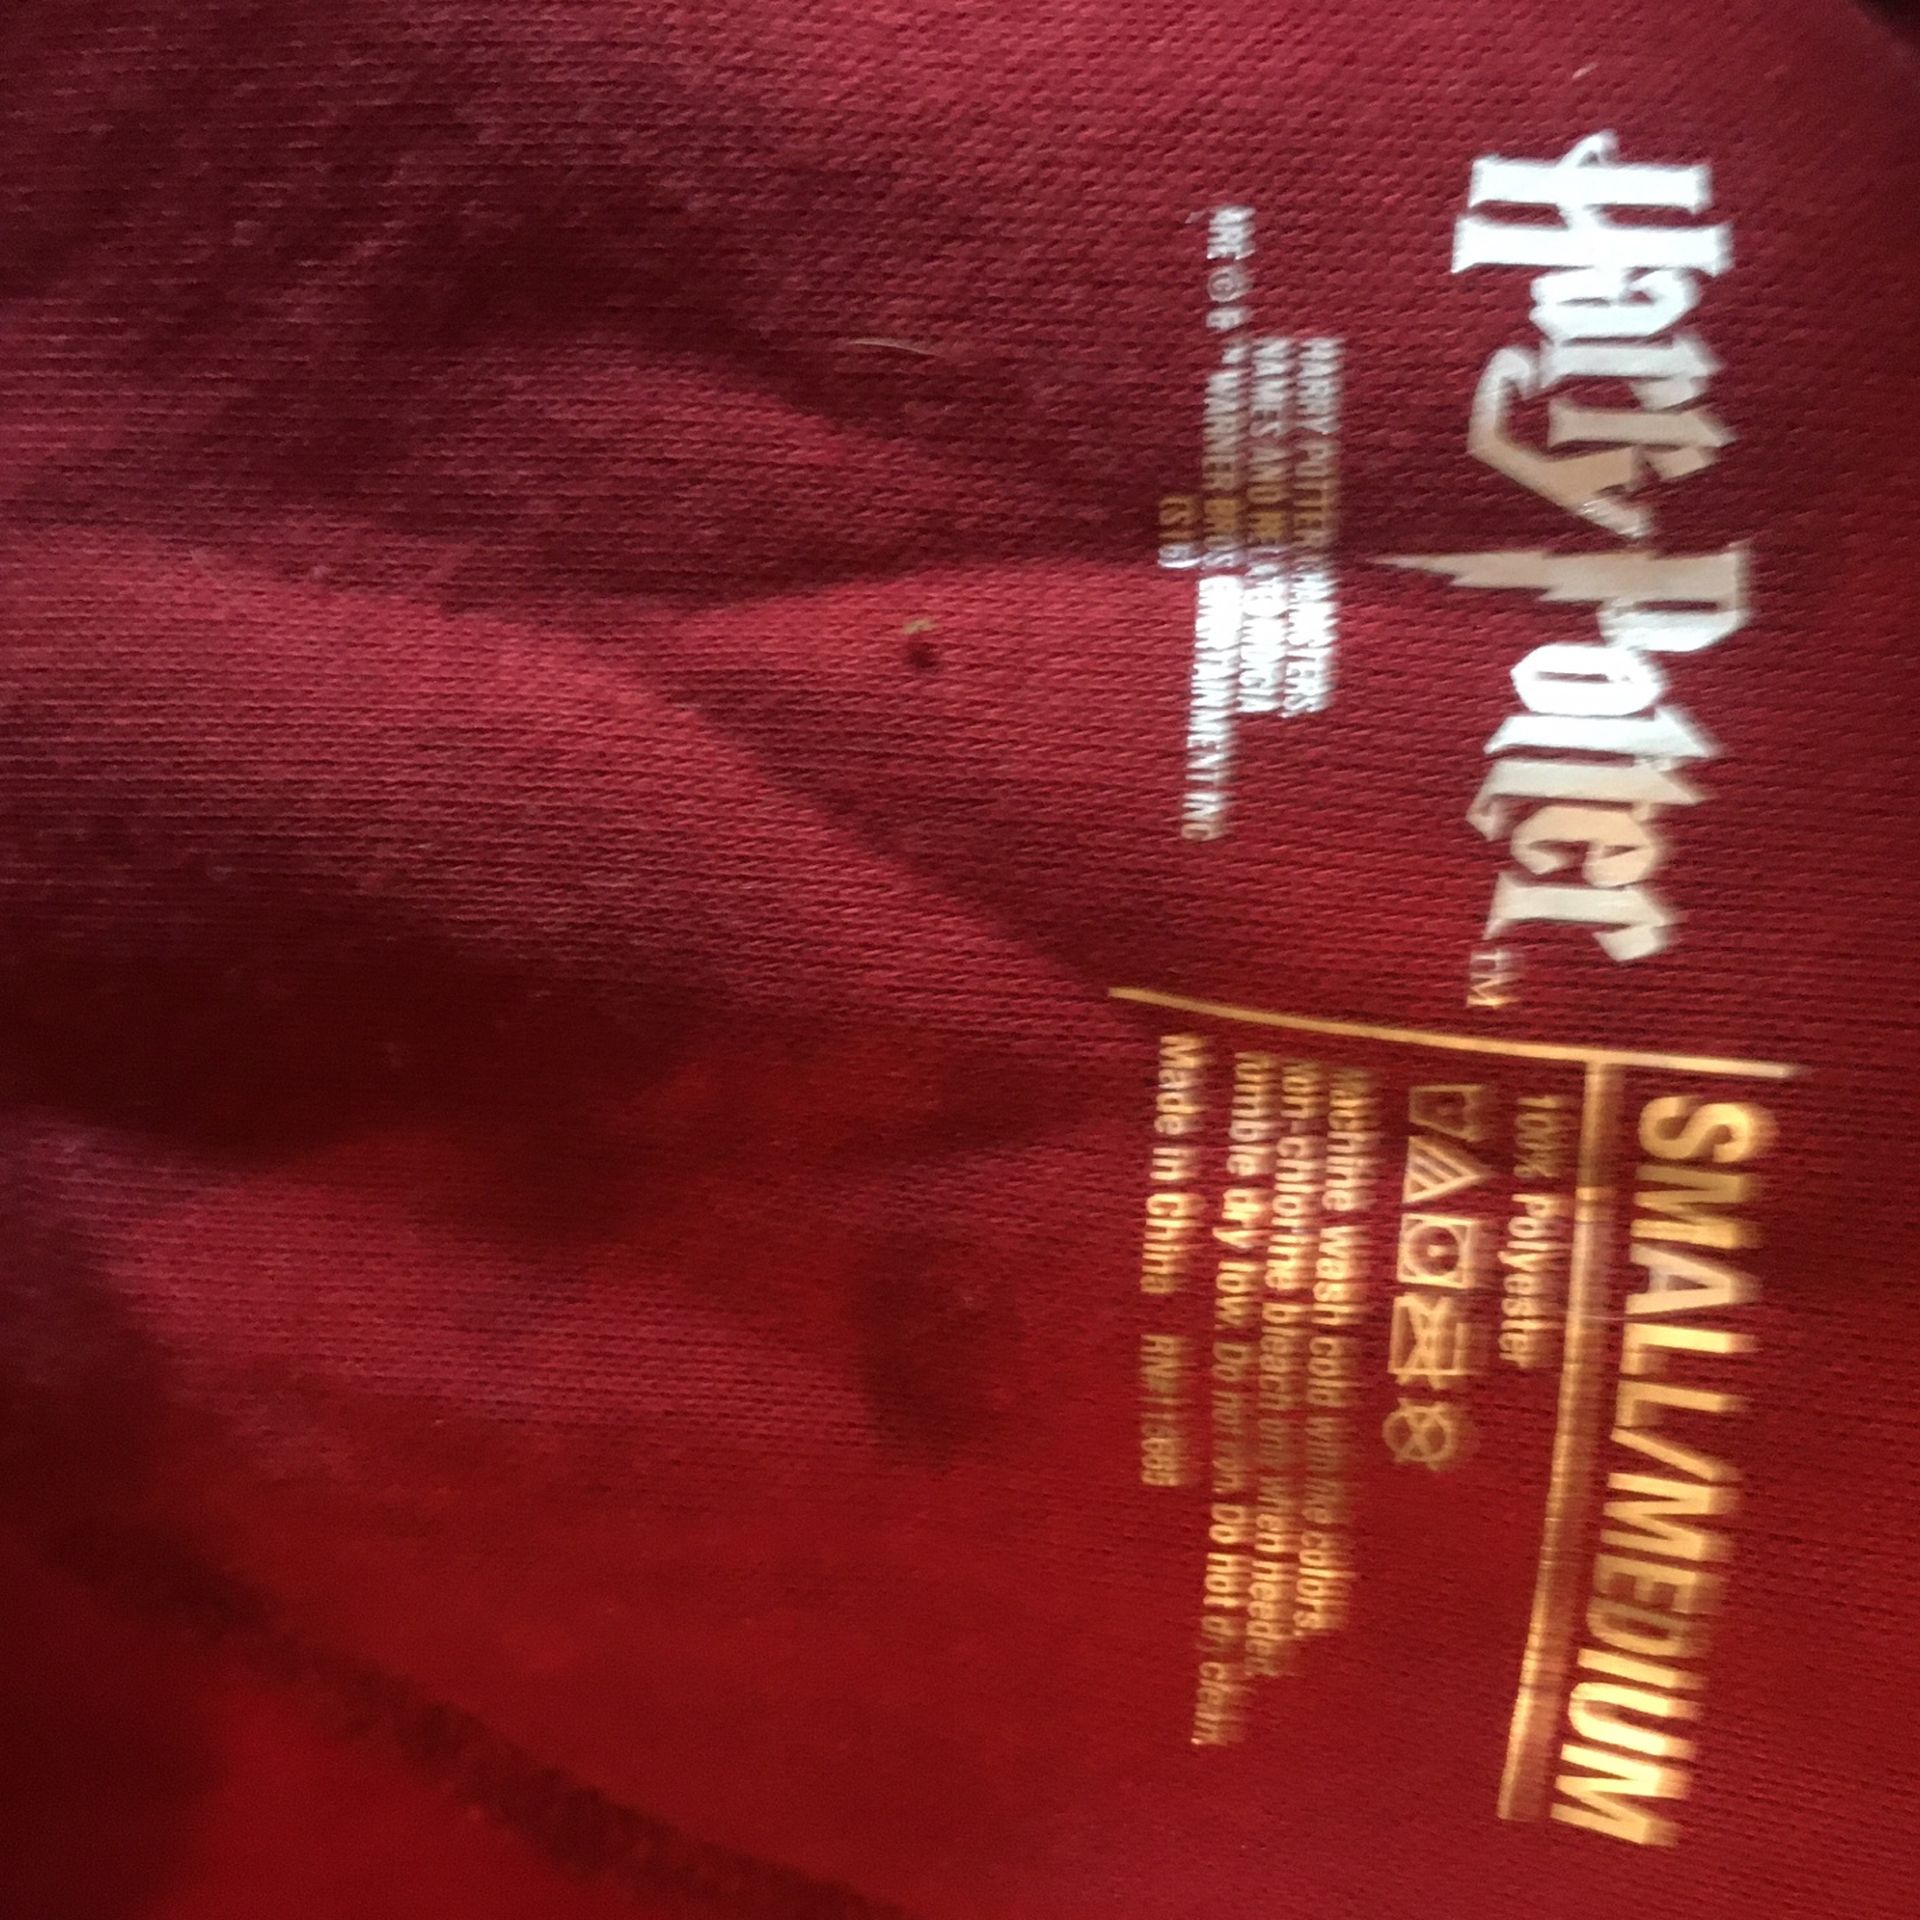 Harry Potter
TM
HARRY POTTER CHARACTERS
NAMES AND RELATED INDICIA
ARE © & ™ WARNER BROS ENTERTAINMENT INC
SMALL/MEDIUM
100% Polyester
Machine wash cold with like colors.
Non-chlorine bleach only when needed.
Tumble dry low. Do not iron. Do not dry clean.
Made in China